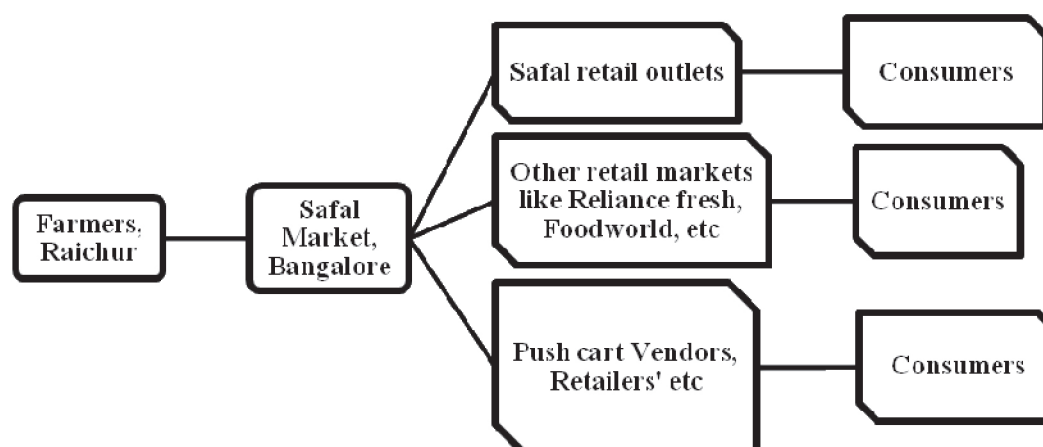 Safal retail outlets
Consumers
Other retail markets
like Reliance fresh,
Foodworld, etc
Consumers
Farmers,
Raichur
Safal
Market,
Bangalore
Push cart Vendors,
Retailers' etc
Consumers